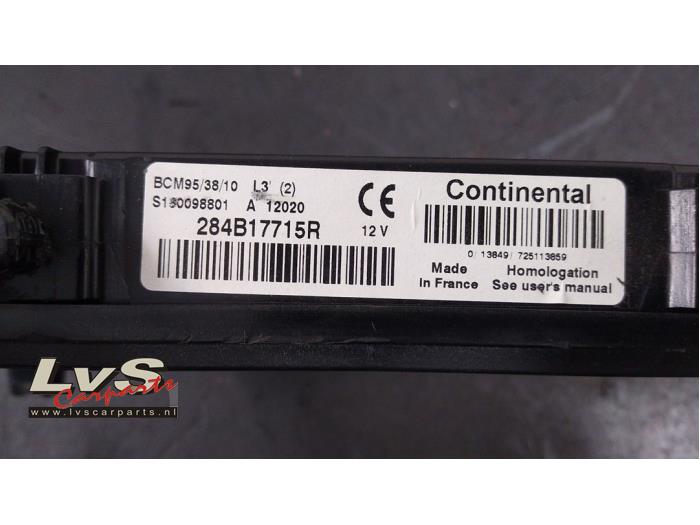 BCM95/38/10 L3' (2)
S180098801 A 12020
284B17715R
CE
12 V
Continental
0/ 13849/ 725113859
Made
in France
Homologation
See user's manual
LvS
Carparts
www.lvscarparts.nl